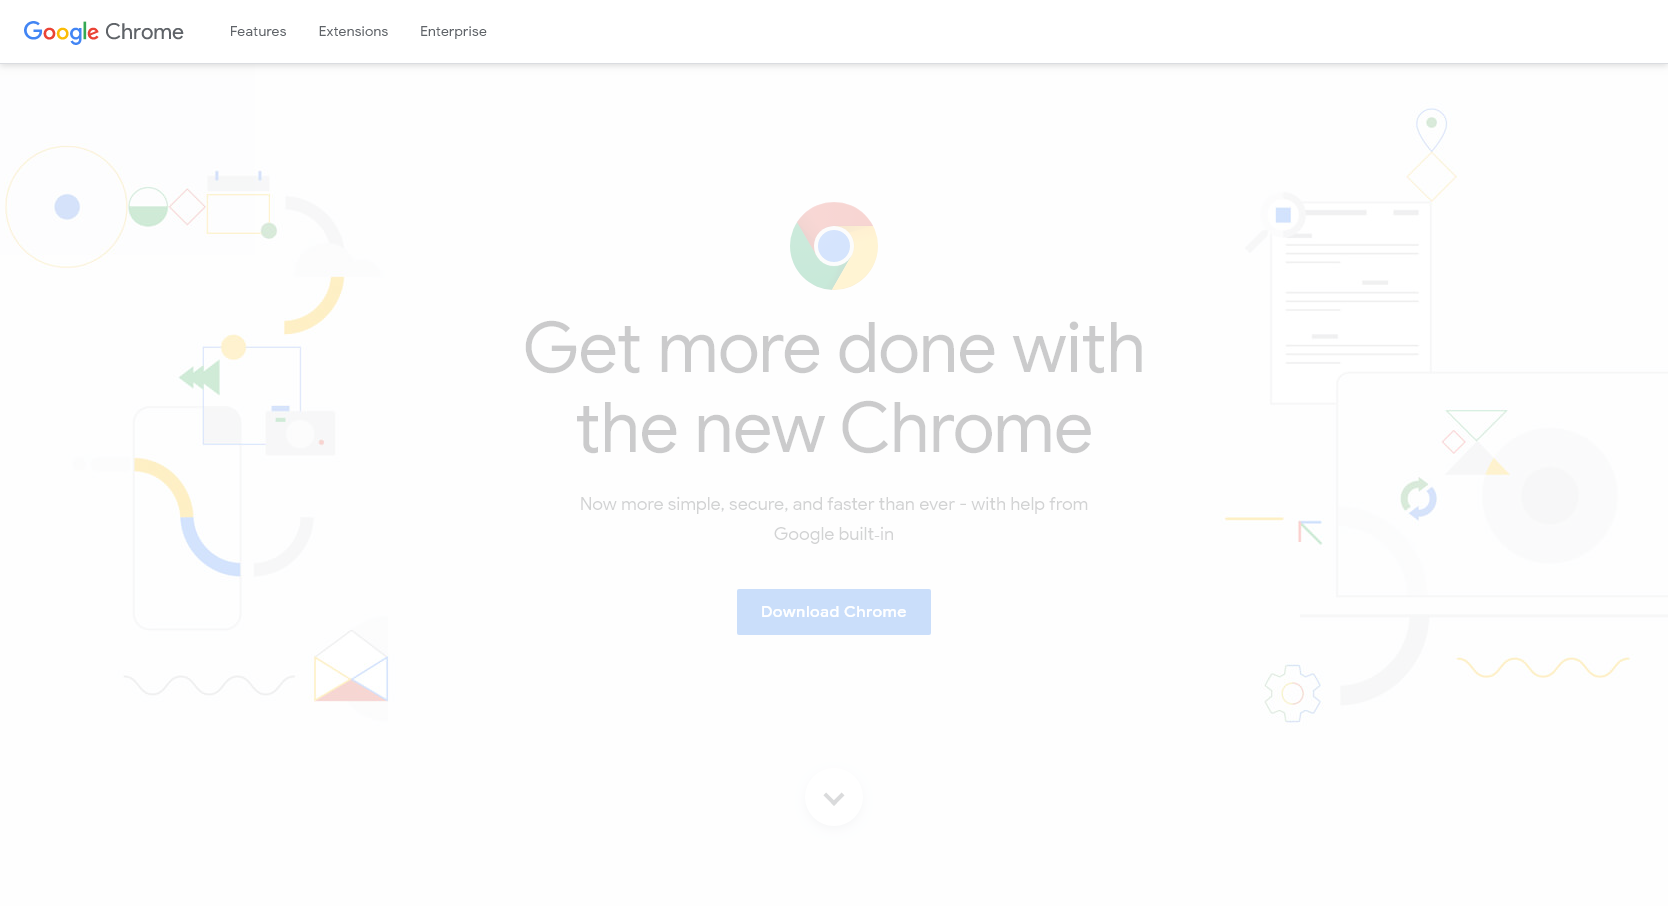 Google Chrome
Features
Extensions
Enterprise
Get more done with
the new Chrome
Now more simple, secure, and faster than ever - with help from
Google built-in
Download Chrome